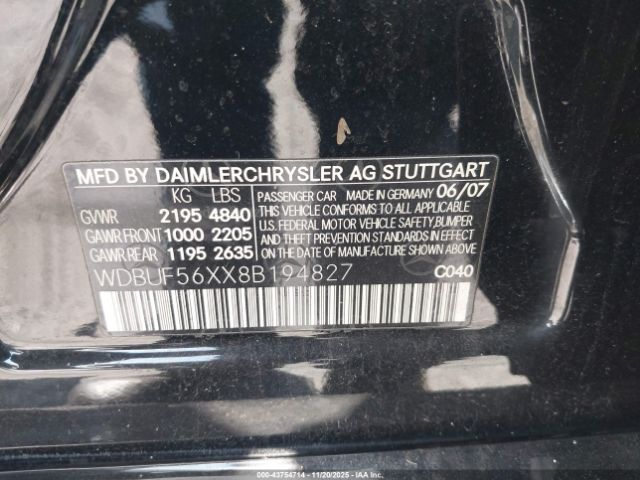 MFD BY DAIMLERCHRYSLER AG STUTTGART
KG LBS
GVWR 2195 4840
GAWR FRONT 1000 2205
GAWR REAR 1195 2635
PASSENGER CAR MADE IN GERMANY 06/07
THIS VEHICLE CONFORMS TO ALL APPLICABLE
U.S. FEDERAL MOTOR VEHICLE SAFETY, BUMPER
AND THEFT PREVENTION STANDARDS IN EFFECT
ON THE DATE OF MANUFACTURE SHOWN ABOVE
WDBUF56XX8B194827 C040
000-43754714 - 11/20/2025 - IAAI.COM